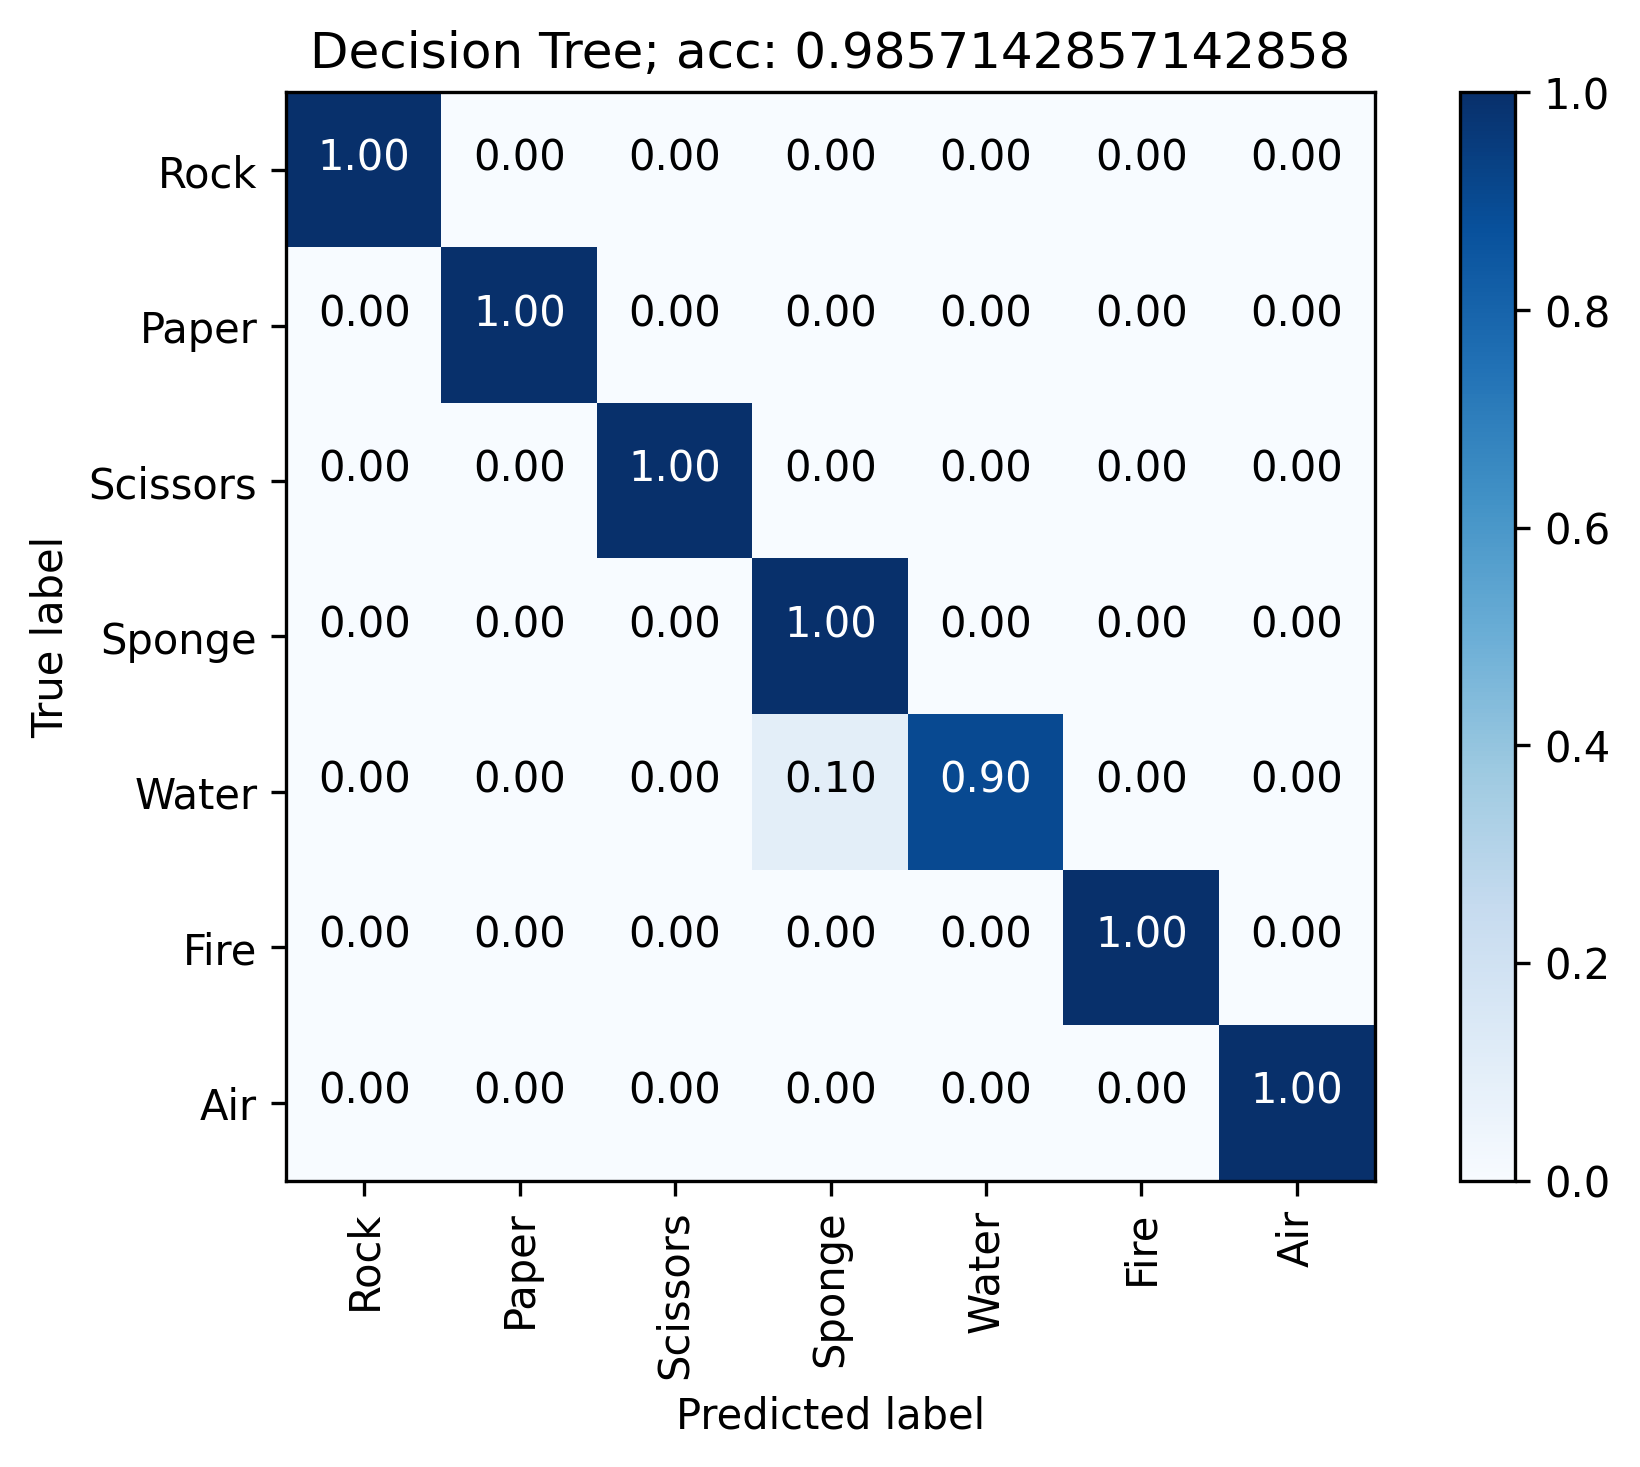 Decision Tree; acc: 0.9857142857142858
Rock 1.00 0.00 0.00 0.00 0.00 0.00 0.00
Paper 0.00 1.00 0.00 0.00 0.00 0.00 0.00
Scissors 0.00 0.00 1.00 0.00 0.00 0.00 0.00
Sponge 0.00 0.00 0.00 1.00 0.00 0.00 0.00
Water 0.00 0.00 0.00 0.10 0.90 0.00 0.00
Fire 0.00 0.00 0.00 0.00 0.00 1.00 0.00
Air 0.00 0.00 0.00 0.00 0.00 0.00 1.00
True label
Rock Paper Scissors Sponge Water Fire Air
Predicted label
1.0
0.8
0.6
0.4
0.2
0.0